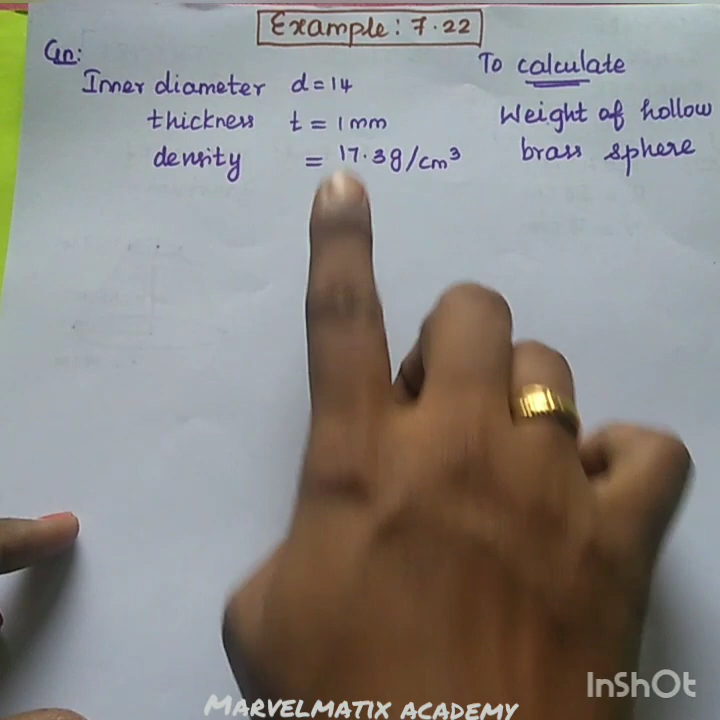 Example: 7.22
Gn:
Inner diameter d = 14
thickness t = 1 mm
density = 17.3g/cm³
To calculate
Weight of hollow
brass sphere
InShOt
MARVELMATIX ACADEMY